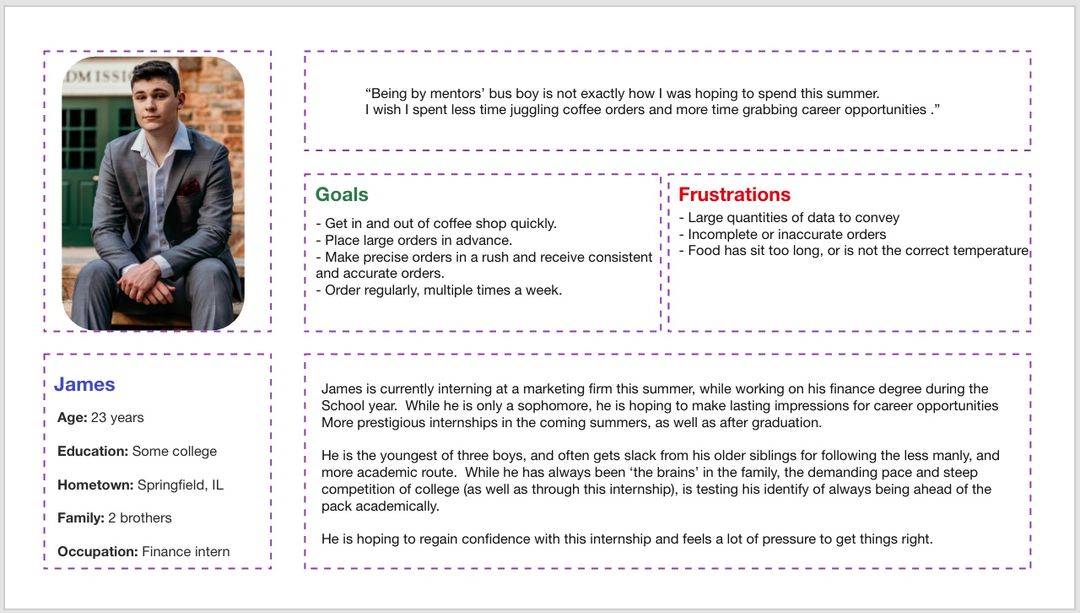 DMISSI
“Being by mentors’ bus boy is not exactly how I was hoping to spend this summer.
I wish I spent less time juggling coffee orders and more time grabbing career opportunities .”
Goals
- Get in and out of coffee shop quickly.
- Place large orders in advance.
- Make precise orders in a rush and receive consistent
and accurate orders.
- Order regularly, multiple times a week.
Frustrations
- Large quantities of data to convey
- Incomplete or inaccurate orders
- Food has sit too long, or is not the correct temperature
James
Age: 23 years
Education: Some college
Hometown: Springfield, IL
Family: 2 brothers
Occupation: Finance intern
James is currently interning at a marketing firm this summer, while working on his finance degree during the
School year.  While he is only a sophomore, he is hoping to make lasting impressions for career opportunities
More prestigious internships in the coming summers, as well as after graduation.
He is the youngest of three boys, and often gets slack from his older siblings for following the less manly, and
more academic route.  While he has always been ‘the brains’ in the family, the demanding pace and steep
competition of college (as well as through this internship), is testing his identify of always being ahead of the
pack academically.
He is hoping to regain confidence with this internship and feels a lot of pressure to get things right.